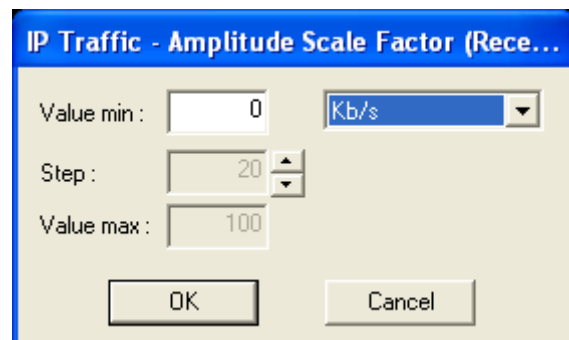 IP Traffic - Amplitude Scale Factor (Rece...
Value min : 0 Kb/s
Step : 20
Value max : 100
OK Cancel